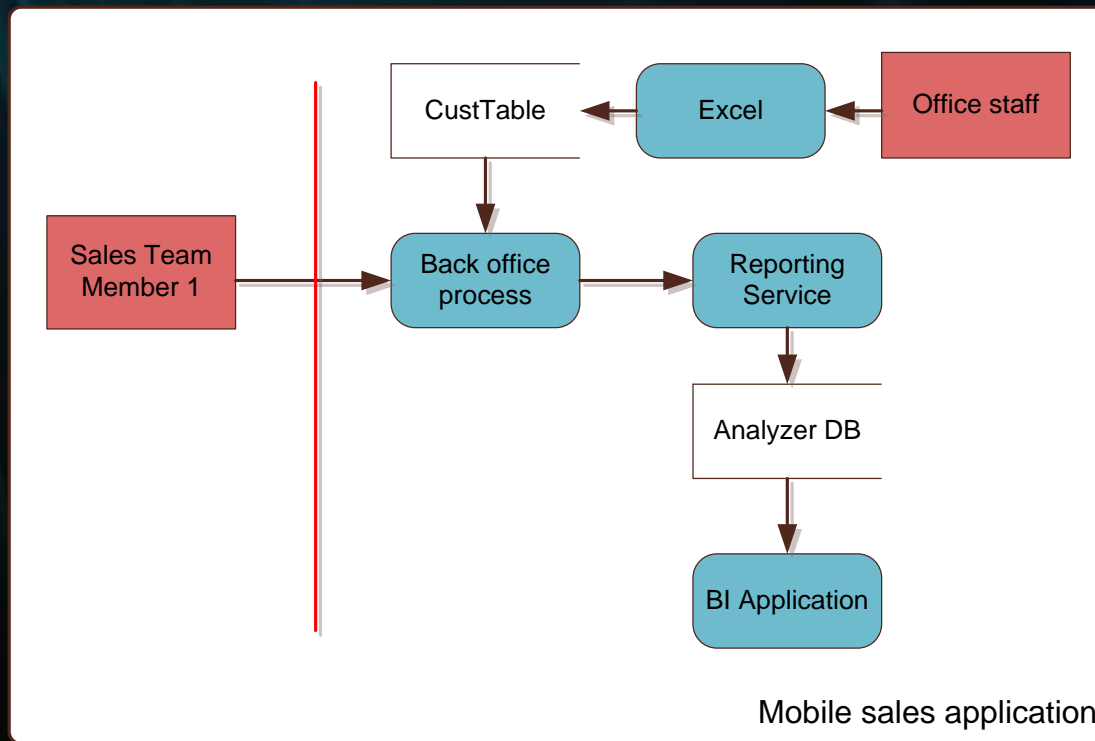 CustTable
Excel
Office staff
Sales Team
Member 1
Back office
process
Reporting
Service
Analyzer DB
BI Application
Mobile sales application